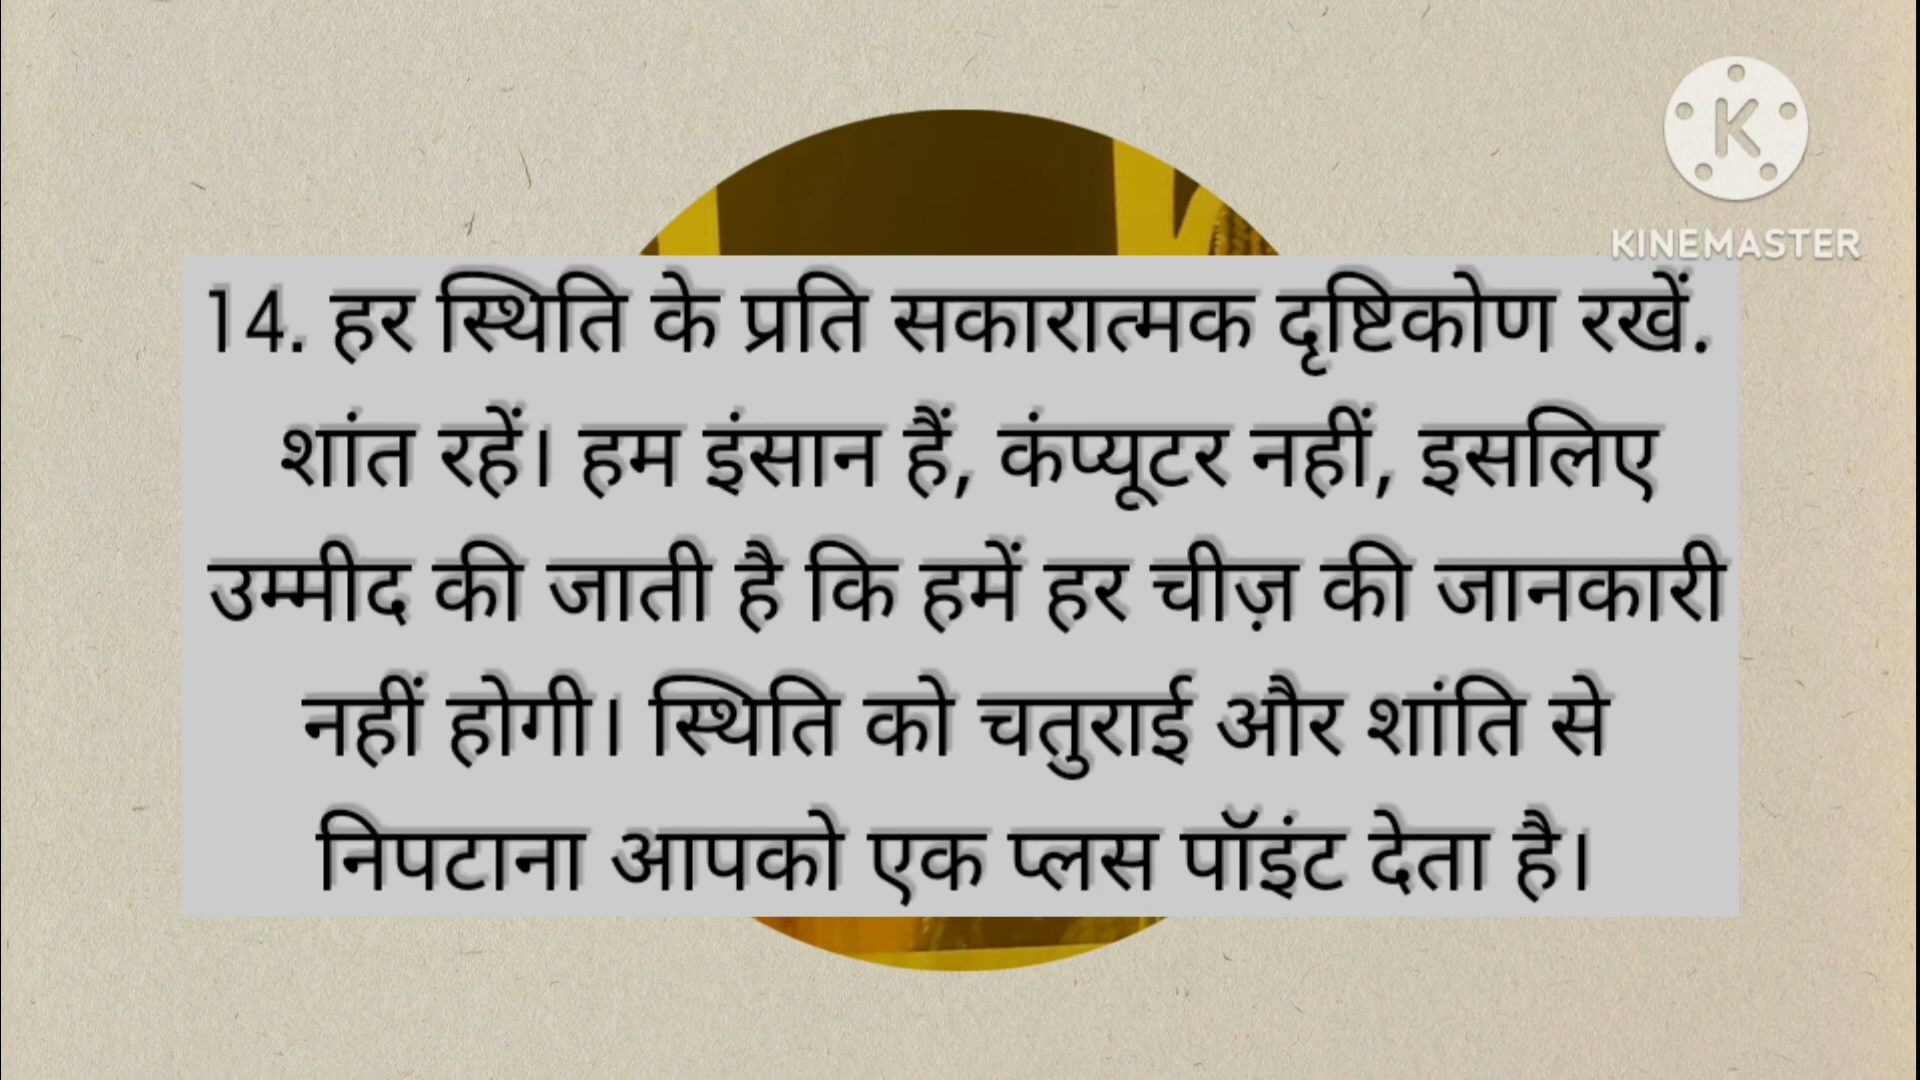 K
KINEMASTER
14. हर स्थिति के प्रति सकारात्मक दृष्टिकोण रखें.
शांत रहें। हम इंसान हैं, कंप्यूटर नहीं, इसलिए
उम्मीद की जाती है कि हमें हर चीज़ की जानकारी
नहीं होगी। स्थिति को चतुराई और शांति से
निपटाना आपको एक प्लस पॉइंट देता है।